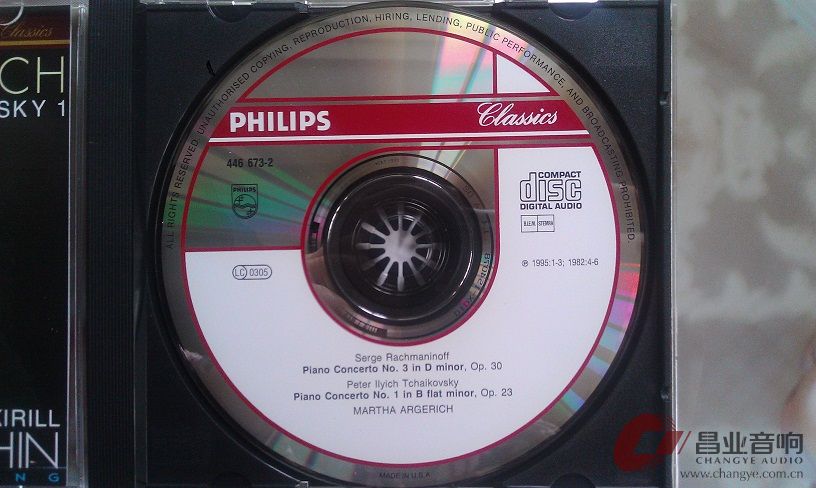 Classics
CH
SKY 1
KIRILL
HIN
NG
ALL RIGHTS RESERVED. UNAUTHORISED COPYING, REPRODUCTION, HIRING, LENDING, PUBLIC PERFORMANCE, AND BROADCASTING PROHIBITED.
PHILIPS
Classics
446 673-2
PHILIPS
COMPACT
disc
DIGITAL AUDIO
STEMRA
℗ 1995:1-3; 1982:4-6
LC 0305
Serge Rachmaninoff
Piano Concerto No. 3 in D minor, Op. 30
Peter Ilyich Tchaikovsky
Piano Concerto No. 1 in B flat minor, Op. 23
MARTHA ARGERICH
MADE IN U.S.A.
昌业音响
CHANGYE AUDIO
www.changye.com.cn